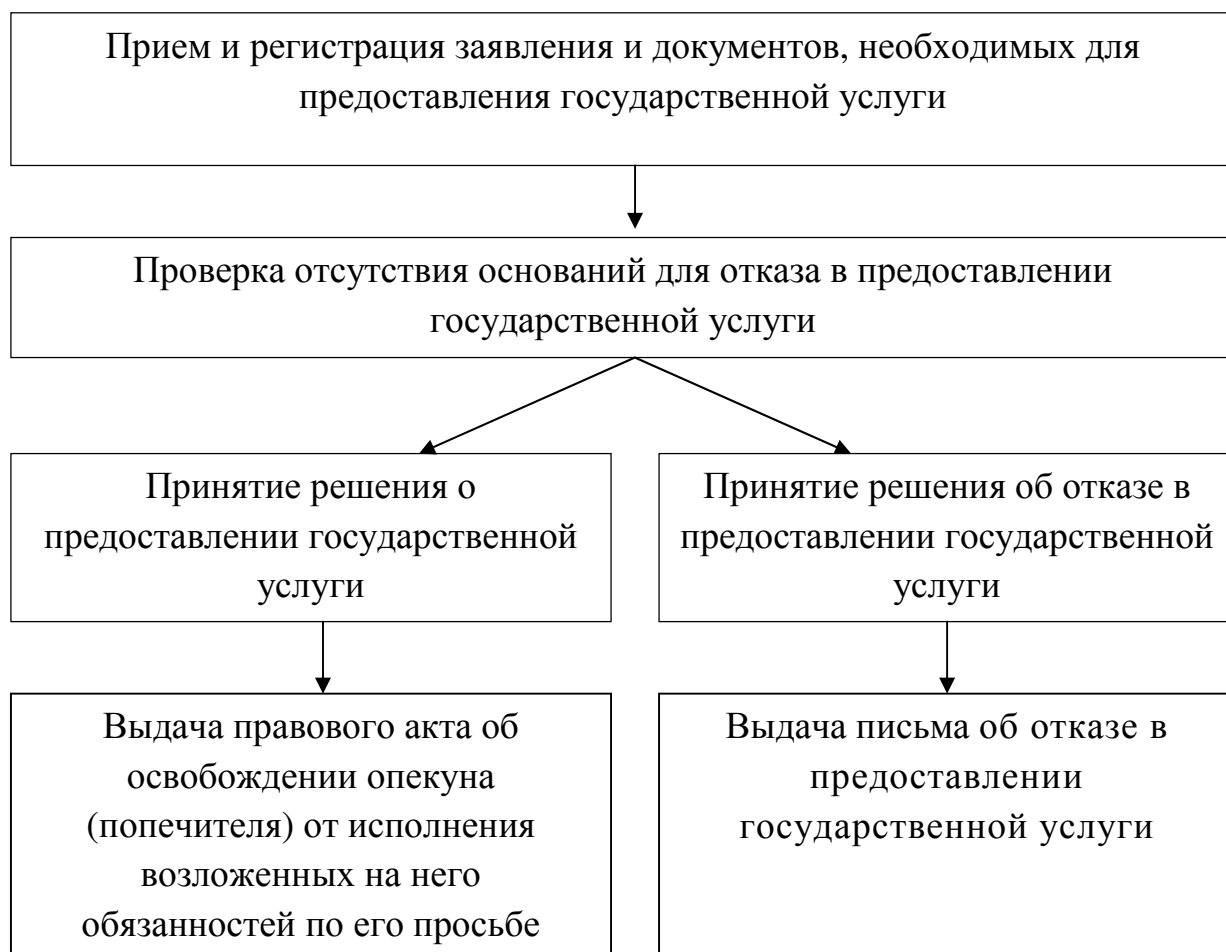 Прием и регистрация заявления и документов, необходимых для
предоставления государственной услуги
Проверка отсутствия оснований для отказа в предоставлении
государственной услуги
Принятие решения о
предоставлении государственной
услуги
Принятие решения об отказе в
предоставлении государственной
услуги
Выдача правового акта об
освобождении опекуна
(попечителя) от исполнения
возложенных на него
обязанностей по его просьбе
Выдача письма об отказе в
предоставлении
государственной услуги